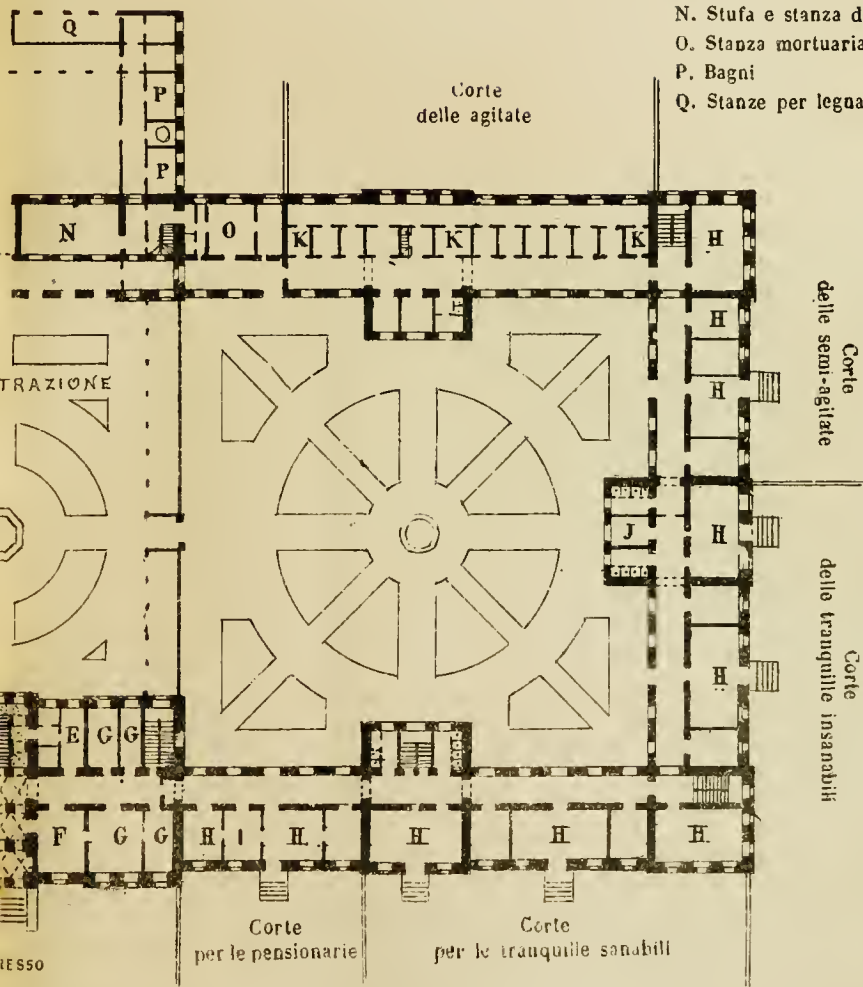 N. Stufa e stanza d
O. Stanza mortuaria
P. Bagni
Q. Stanze per legna
Q
P
O
P
Corte
delle agitate
N
O
K
K
K
H
H
H
Corte
delle semi-agitate
TRAZIONE
J
H
H
Corte
delle tranquille insanabili
E
G
G
F
G
G
H
I
H
H
H
H
Corte
per le pensionarie
Corte
per le tranquille sanabili
RESSO